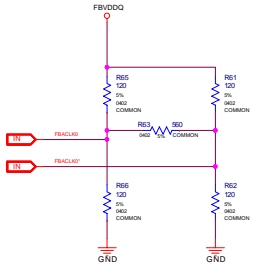 FBVDDQ
R65
120
5%
0402
COMMON
R61
120
5%
0402
COMMON
R63 560
0402 5% COMMON
IN FBACLK0
IN FBACLK0*
R66
120
5%
0402
COMMON
R62
120
5%
0402
COMMON
GND
GND